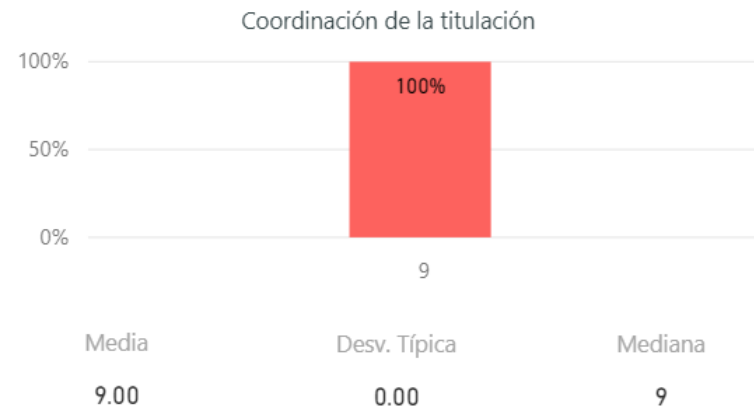 Coordinación de la titulación
100%
100%
50%
0%
9
Media Desv. Típica Mediana
9.00 0.00 9